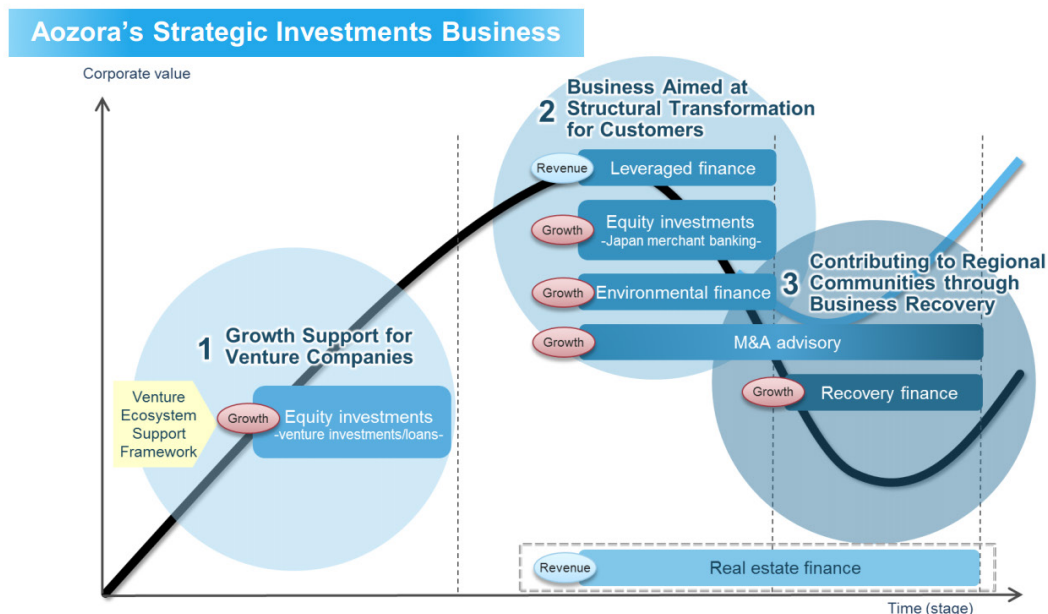 Aozora's Strategic Investments Business
Corporate value
1
Growth Support for
Venture Companies
Venture
Ecosystem
Support
Framework
Growth
Equity investments
-venture investments/loans-
2
Business Aimed at
Structural Transformation
for Customers
Revenue
Leveraged finance
Growth
Equity investments
-Japan merchant banking-
Growth
Environmental finance
Growth
M&A advisory
3
Contributing to Regional
Communities through
Business Recovery
Growth
Recovery finance
Revenue
Real estate finance
Time (stage)